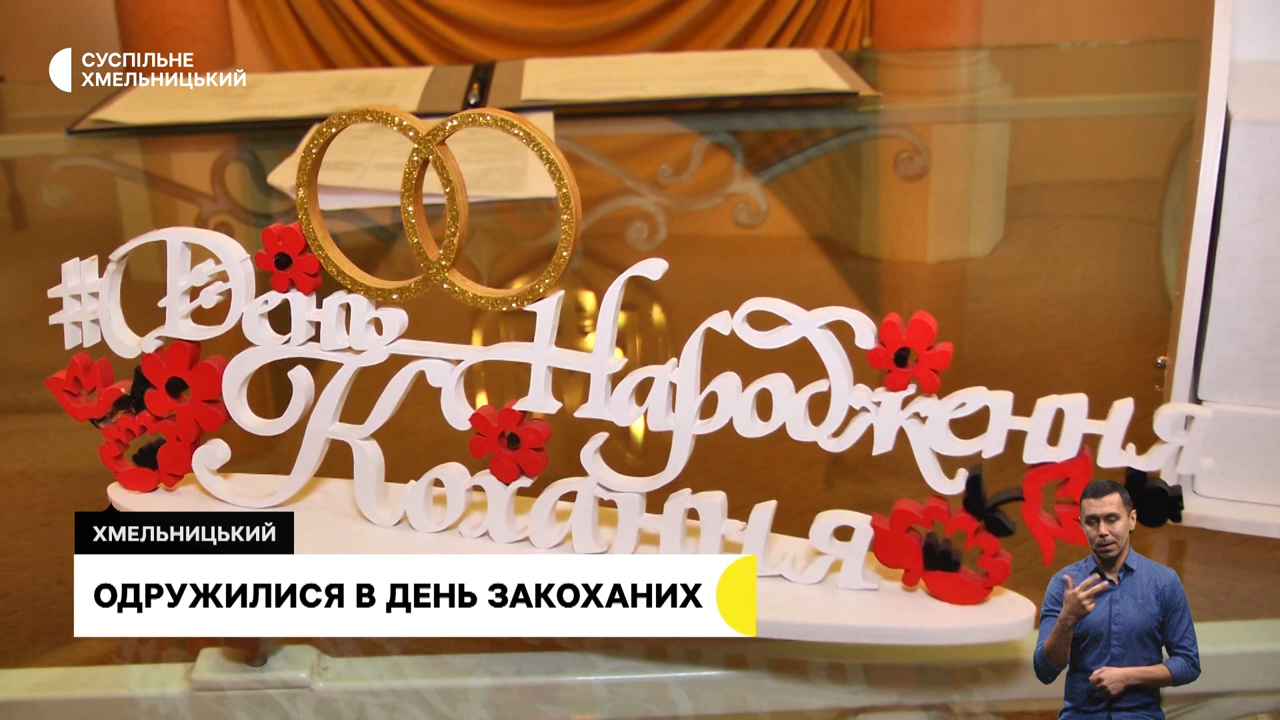 СУСПІЛЬНЕ
ХМЕЛЬНИЦЬКИЙ
#День Народження
Кохання
ХМЕЛЬНИЦЬКИЙ
ОДРУЖИЛИСЯ В ДЕНЬ ЗАКОХАНИХ